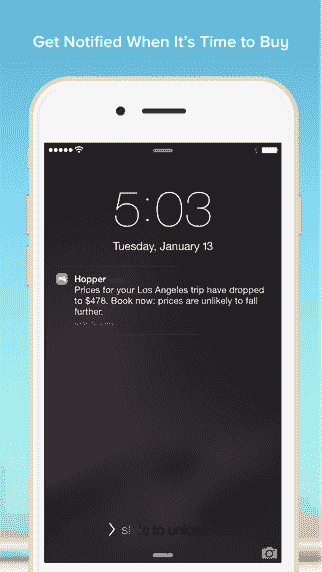 Get Notified When It's Time to Buy
5:03
Tuesday, January 13
Hopper
Prices for your Los Angeles trip have dropped
to $478. Book now: prices are unlikely to fall
further.
to unlock